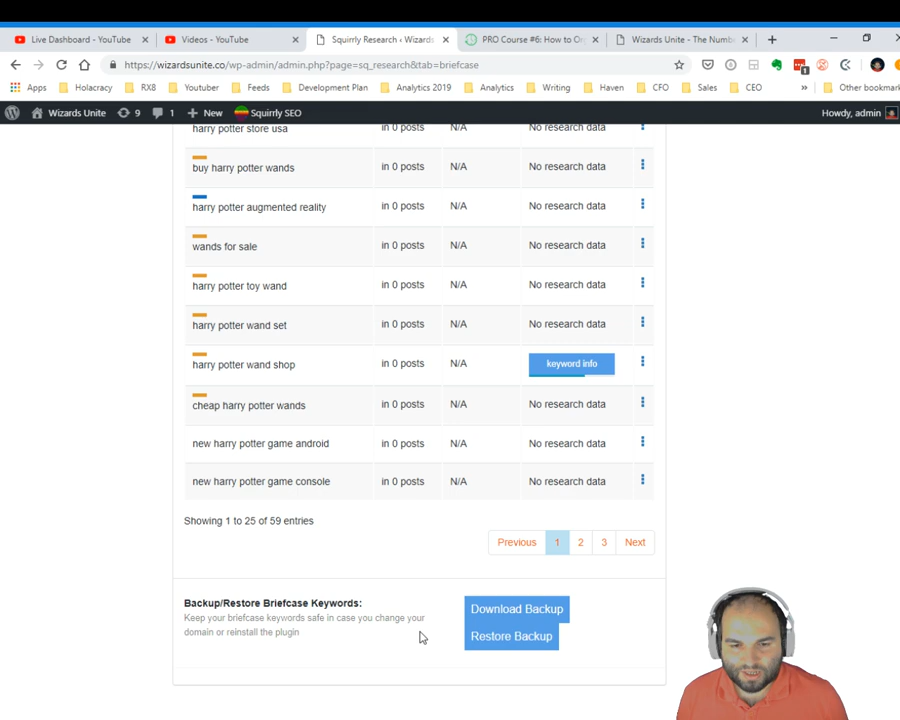 Live Dashboard - YouTube
Videos - YouTube
Squirrly Research ‹ Wizards
PRO Course #6: How to Or
Wizards Unite - The Numb
https://wizardsunite.co/wp-admin/admin.php?page=sq_research&tab=briefcase
Apps Holacracy RX8 Youtuber Feeds Development Plan Analytics 2019 Analytics Writing Haven CFO Sales CEO » Other bookmark
Wizards Unite 9 1 New Squirrly SEO Howdy, admin
harry potter store usa in 0 posts N/A No research data
buy harry potter wands in 0 posts N/A No research data
harry potter augmented reality in 0 posts N/A No research data
wands for sale in 0 posts N/A No research data
harry potter toy wand in 0 posts N/A No research data
harry potter wand set in 0 posts N/A No research data
harry potter wand shop in 0 posts N/A keyword info
cheap harry potter wands in 0 posts N/A No research data
new harry potter game android in 0 posts N/A No research data
new harry potter game console in 0 posts N/A No research data
Showing 1 to 25 of 59 entries
Previous 1 2 3 Next
Backup/Restore Briefcase Keywords:
Keep your briefcase keywords safe in case you change your
domain or reinstall the plugin
Download Backup
Restore Backup